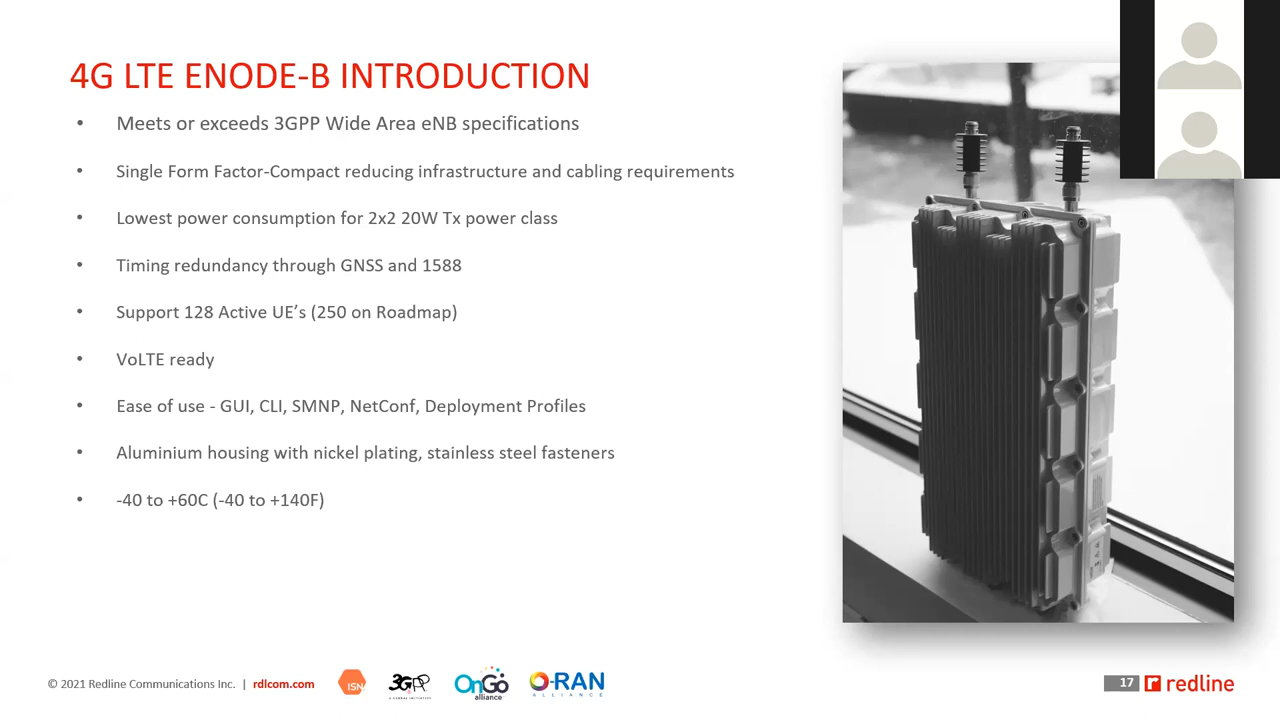 4G LTE ENODE-B INTRODUCTION
• Meets or exceeds 3GPP Wide Area eNB specifications
• Single Form Factor-Compact reducing infrastructure and cabling requirements
• Lowest power consumption for 2x2 20W Tx power class
• Timing redundancy through GNSS and 1588
• Support 128 Active UE’s (250 on Roadmap)
• VoLTE ready
• Ease of use - GUI, CLI, SMNP, NetConf, Deployment Profiles
• Aluminium housing with nickel plating, stainless steel fasteners
• -40 to +60C (-40 to +140F)
© 2021 Redline Communications Inc. | rdlcom.com
ISN
3GPP
A GLOBAL INITIATIVE
OnGo
alliance
O-RAN
ALLIANCE
17
redline